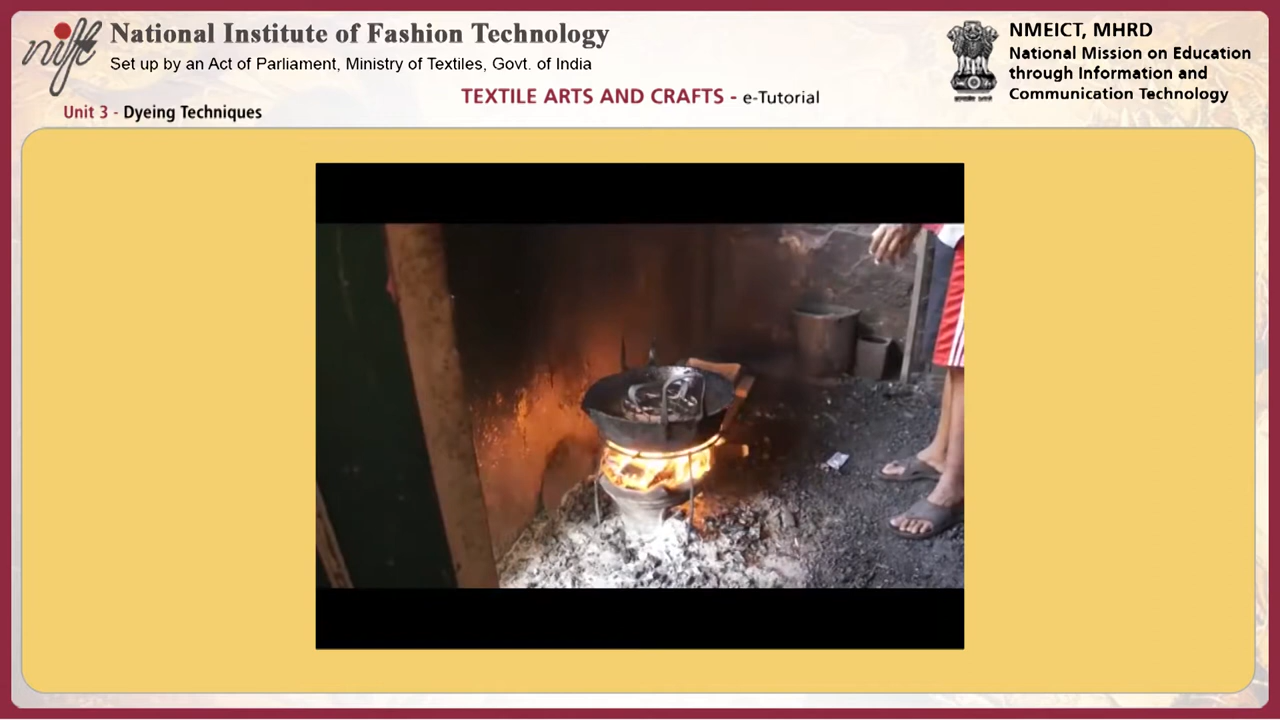 nift
National Institute of Fashion Technology
Set up by an Act of Parliament, Ministry of Textiles, Govt. of India
NMEICT, MHRD
National Mission on Education
through Information and
Communication Technology
TEXTILE ARTS AND CRAFTS - e-Tutorial
Unit 3 - Dyeing Techniques